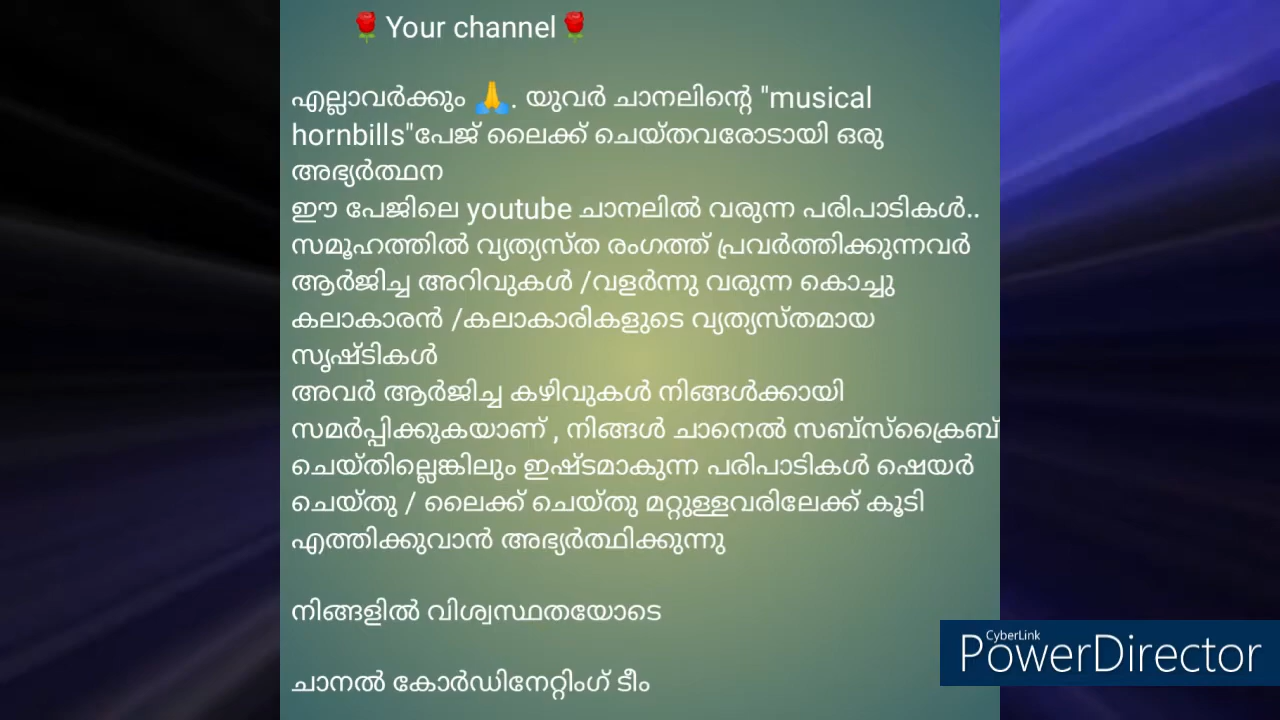 🌹Your channel🌹
എല്ലാവർക്കും 🙏. യുവർ ചാനലിന്റെ "musical
hornbills"പേജ് ലൈക്ക് ചെയ്തവരോടായി ഒരു
അഭ്യർത്ഥന
ഈ പേജിലെ youtube ചാനലിൽ വരുന്ന പരിപാടികൾ..
സമൂഹത്തിൽ വ്യത്യസ്ത രംഗത്ത് പ്രവർത്തിക്കുന്നവർ
ആർജിച്ച അറിവുകൾ /വളർന്നു വരുന്ന കൊച്ചു
കലാകാരൻ /കലാകാരികളുടെ വ്യത്യസ്തമായ
സൃഷ്ടികൾ
അവർ ആർജിച്ച കഴിവുകൾ നിങ്ങൾക്കായി
സമർപ്പിക്കുകയാണ് , നിങ്ങൾ ചാനെൽ സബ്സ്ക്രൈബ്
ചെയ്തില്ലെങ്കിലും ഇഷ്ടമാകുന്ന പരിപാടികൾ ഷെയർ
ചെയ്തു / ലൈക്ക് ചെയ്തു മറ്റുള്ളവരിലേക്ക് കൂടി
എത്തിക്കുവാൻ അഭ്യർത്ഥിക്കുന്നു
നിങ്ങളിൽ വിശ്വസ്ഥതയോടെ
ചാനൽ കോർഡിനേറ്റിംഗ് ടീം
CyberLink
PowerDirector